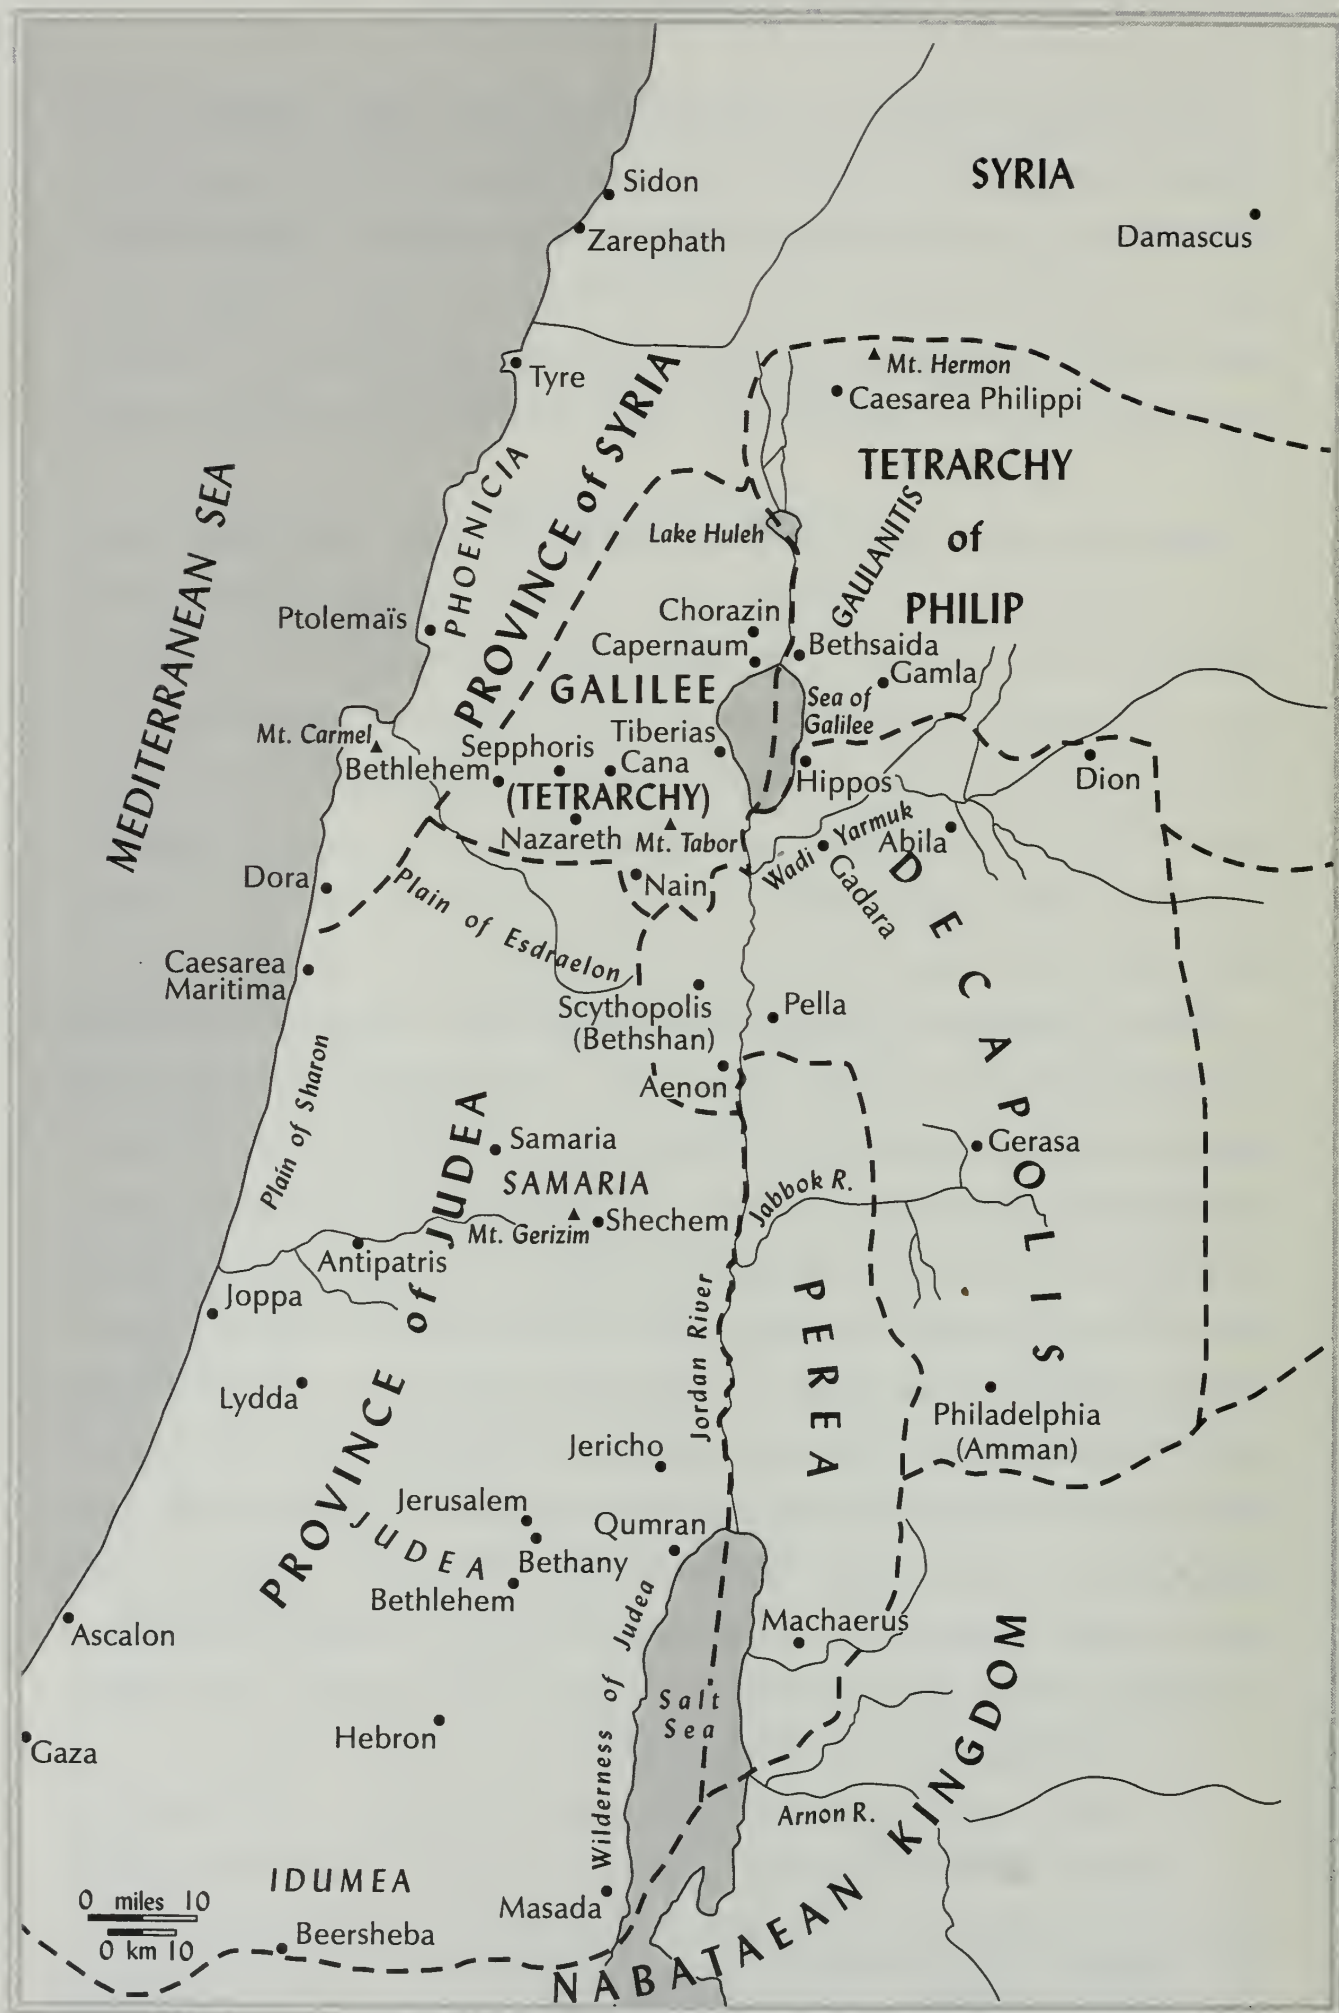 Sidon
SYRIA
Zarephath
Damascus
Tyre
Mt. Hermon
Caesarea Philippi
MEDITERRANEAN SEA
PHOENICIA
PROVINCE of SYRIA
TETRARCHY
of
PHILIP
GAULANITIS
Lake Huleh
Chorazin
Ptolemaïs
Capernaum
Bethsaida
GALILEE
Gamla
Sea of
Galilee
Tiberias
Mt. Carmel
Sepphoris
Bethlehem
Cana
Hippos
Dion
(TETRARCHY)
Nazareth
Mt. Tabor
Wadi Yarmuk
Abila
Gadara
Dora
Nain
Plain of Esdraelon
DECAPOLIS
Caesarea
Maritima
Scythopolis
(Bethshan)
Pella
Plain of Sharon
Aenon
Samaria
Gerasa
SAMARIA
Jabbok R.
Mt. Gerizim
Shechem
Antipatris
Joppa
PROVINCE of JUDEA
Jordan River
PEREA
Lydda
Philadelphia
(Amman)
Jericho
Jerusalem
JUDEA
Qumran
Bethany
Bethlehem
Wilderness of Judea
Machaerus
Ascalon
Salt
Sea
Hebron
Gaza
Arnon R.
NABATAEAN KINGDOM
IDUMEA
0 miles 10
0 km 10
Masada
Beersheba